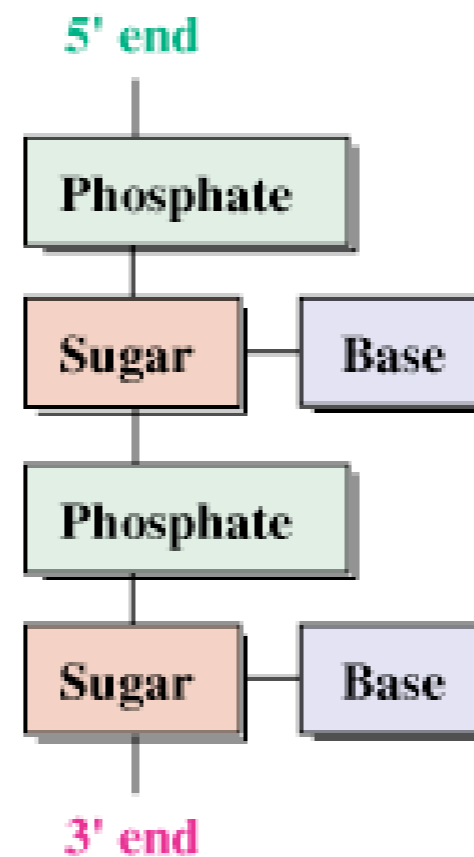 5' end
Phosphate
Sugar Base
Phosphate
Sugar Base
3' end